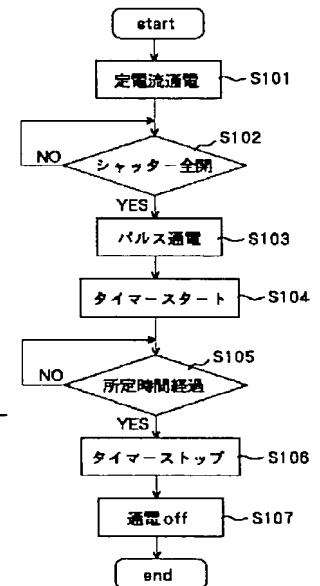 start
定電流通電
S101
シャッター全開
S102
NO
YES
パルス通電
S103
タイマースタート
S104
所定時間経過
S105
NO
YES
タイマーストップ
S106
通電off
S107
end